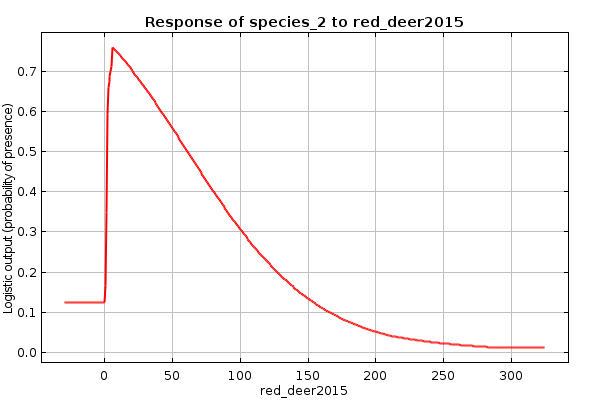 Response of species_2 to red_deer2015
Logistic output (probability of presence)
0.7
0.6
0.5
0.4
0.3
0.2
0.1
0.0
0 50 100 150 200 250 300
red_deer2015